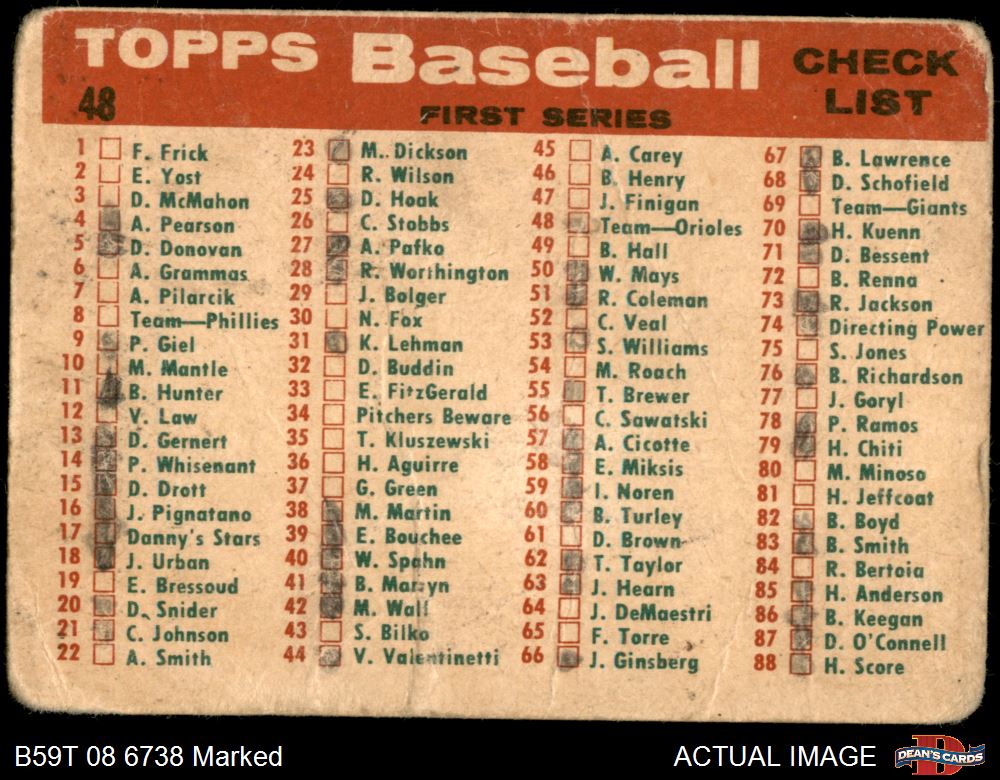 TOPPS Baseball CHECK LIST
48
FIRST SERIES
1 F. Frick
2 E. Yost
3 D. McMahon
4 A. Pearson
5 D. Donovan
6 A. Grammas
7 A. Pilarcik
8 Team—Phillies
9 P. Giel
10 M. Mantle
11 B. Hunter
12 V. Law
13 D. Gernert
14 P. Whisenant
15 D. Drott
16 J. Pignatano
17 Danny's Stars
18 J. Urban
19 E. Bressoud
20 D. Snider
21 C. Johnson
22 A. Smith
23 M. Dickson
24 R. Wilson
25 D. Hoak
26 C. Stobbs
27 A. Pafko
28 R. Worthington
29 J. Bolger
30 N. Fox
31 K. Lehman
32 D. Buddin
33 E. FitzGerald
34 Pitchers Beware
35 T. Kluszewski
36 H. Aguirre
37 G. Green
38 M. Martin
39 E. Bouchee
40 W. Spahn
41 B. Martyn
42 M. Wall
43 S. Bilko
44 V. Valentinetti
45 A. Carey
46 B. Henry
47 J. Finigan
48 Team—Orioles
49 B. Hall
50 W. Mays
51 R. Coleman
52 C. Veal
53 S. Williams
54 M. Roach
55 T. Brewer
56 C. Sawatski
57 A. Cicotte
58 E. Miksis
59 I. Noren
60 B. Turley
61 D. Brown
62 T. Taylor
63 J. Hearn
64 J. DeMaestri
65 F. Torre
66 J. Ginsberg
67 B. Lawrence
68 D. Schofield
69 Team—Giants
70 H. Kuenn
71 D. Bessent
72 B. Renna
73 R. Jackson
74 Directing Power
75 S. Jones
76 B. Richardson
77 J. Goryl
78 P. Ramos
79 H. Chiti
80 M. Minoso
81 H. Jeffcoat
82 B. Boyd
83 B. Smith
84 R. Bertoia
85 H. Anderson
86 B. Keegan
87 D. O'Connell
88 H. Score
B59T 08 6738 Marked
ACTUAL IMAGE
DEAN'S CARDS